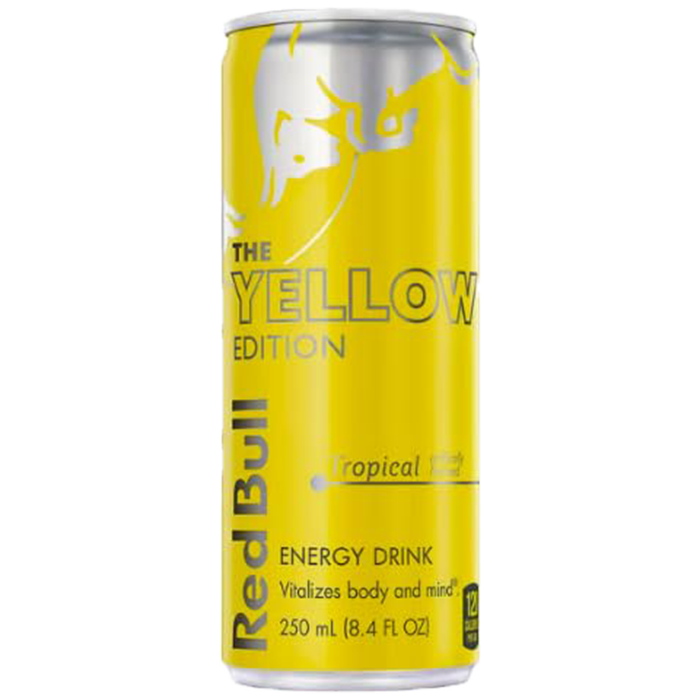 THE
YELLOW
EDITION
Red Bull
Tropical
ENERGY DRINK
Vitalizes body and mind®.
250 mL (8.4 FL OZ)